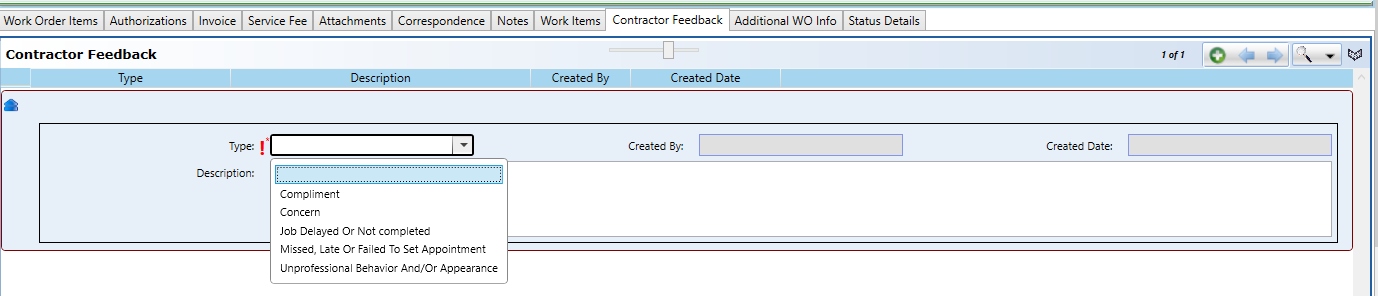 Work Order Items Authorizations Invoice Service Fee Attachments Correspondence Notes Work Items Contractor Feedback Additional WO Info Status Details
Contractor Feedback 1 of 1
Type Description Created By Created Date
Type: !* Created By: Created Date:
Description:
Compliment
Concern
Job Delayed Or Not completed
Missed, Late Or Failed To Set Appointment
Unprofessional Behavior And/Or Appearance